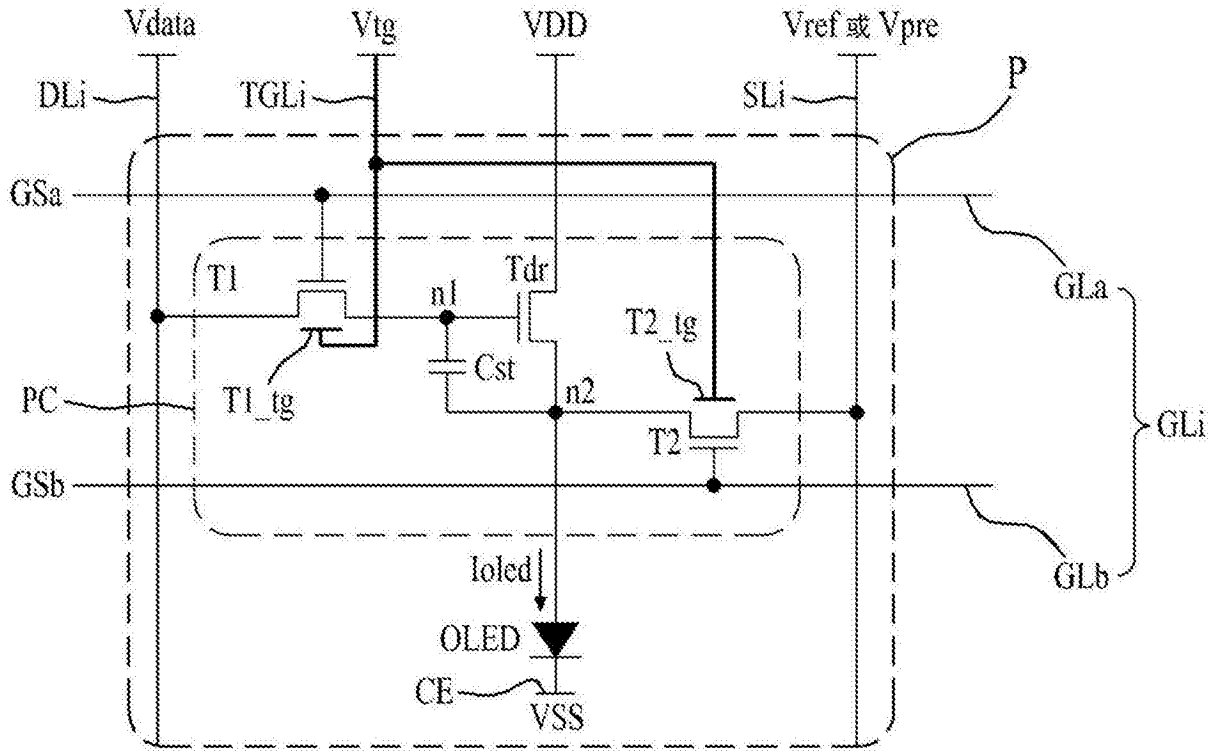 Vdata
Vtg
VDD
Vref 或 Vpre
DLi
TGLi
SLi
P
GSa
T1
Tdr
n1
GLa
T2_tg
Cst
n2
PC
T1_tg
T2
GLi
GSb
Ioled
GLb
OLED
CE
VSS